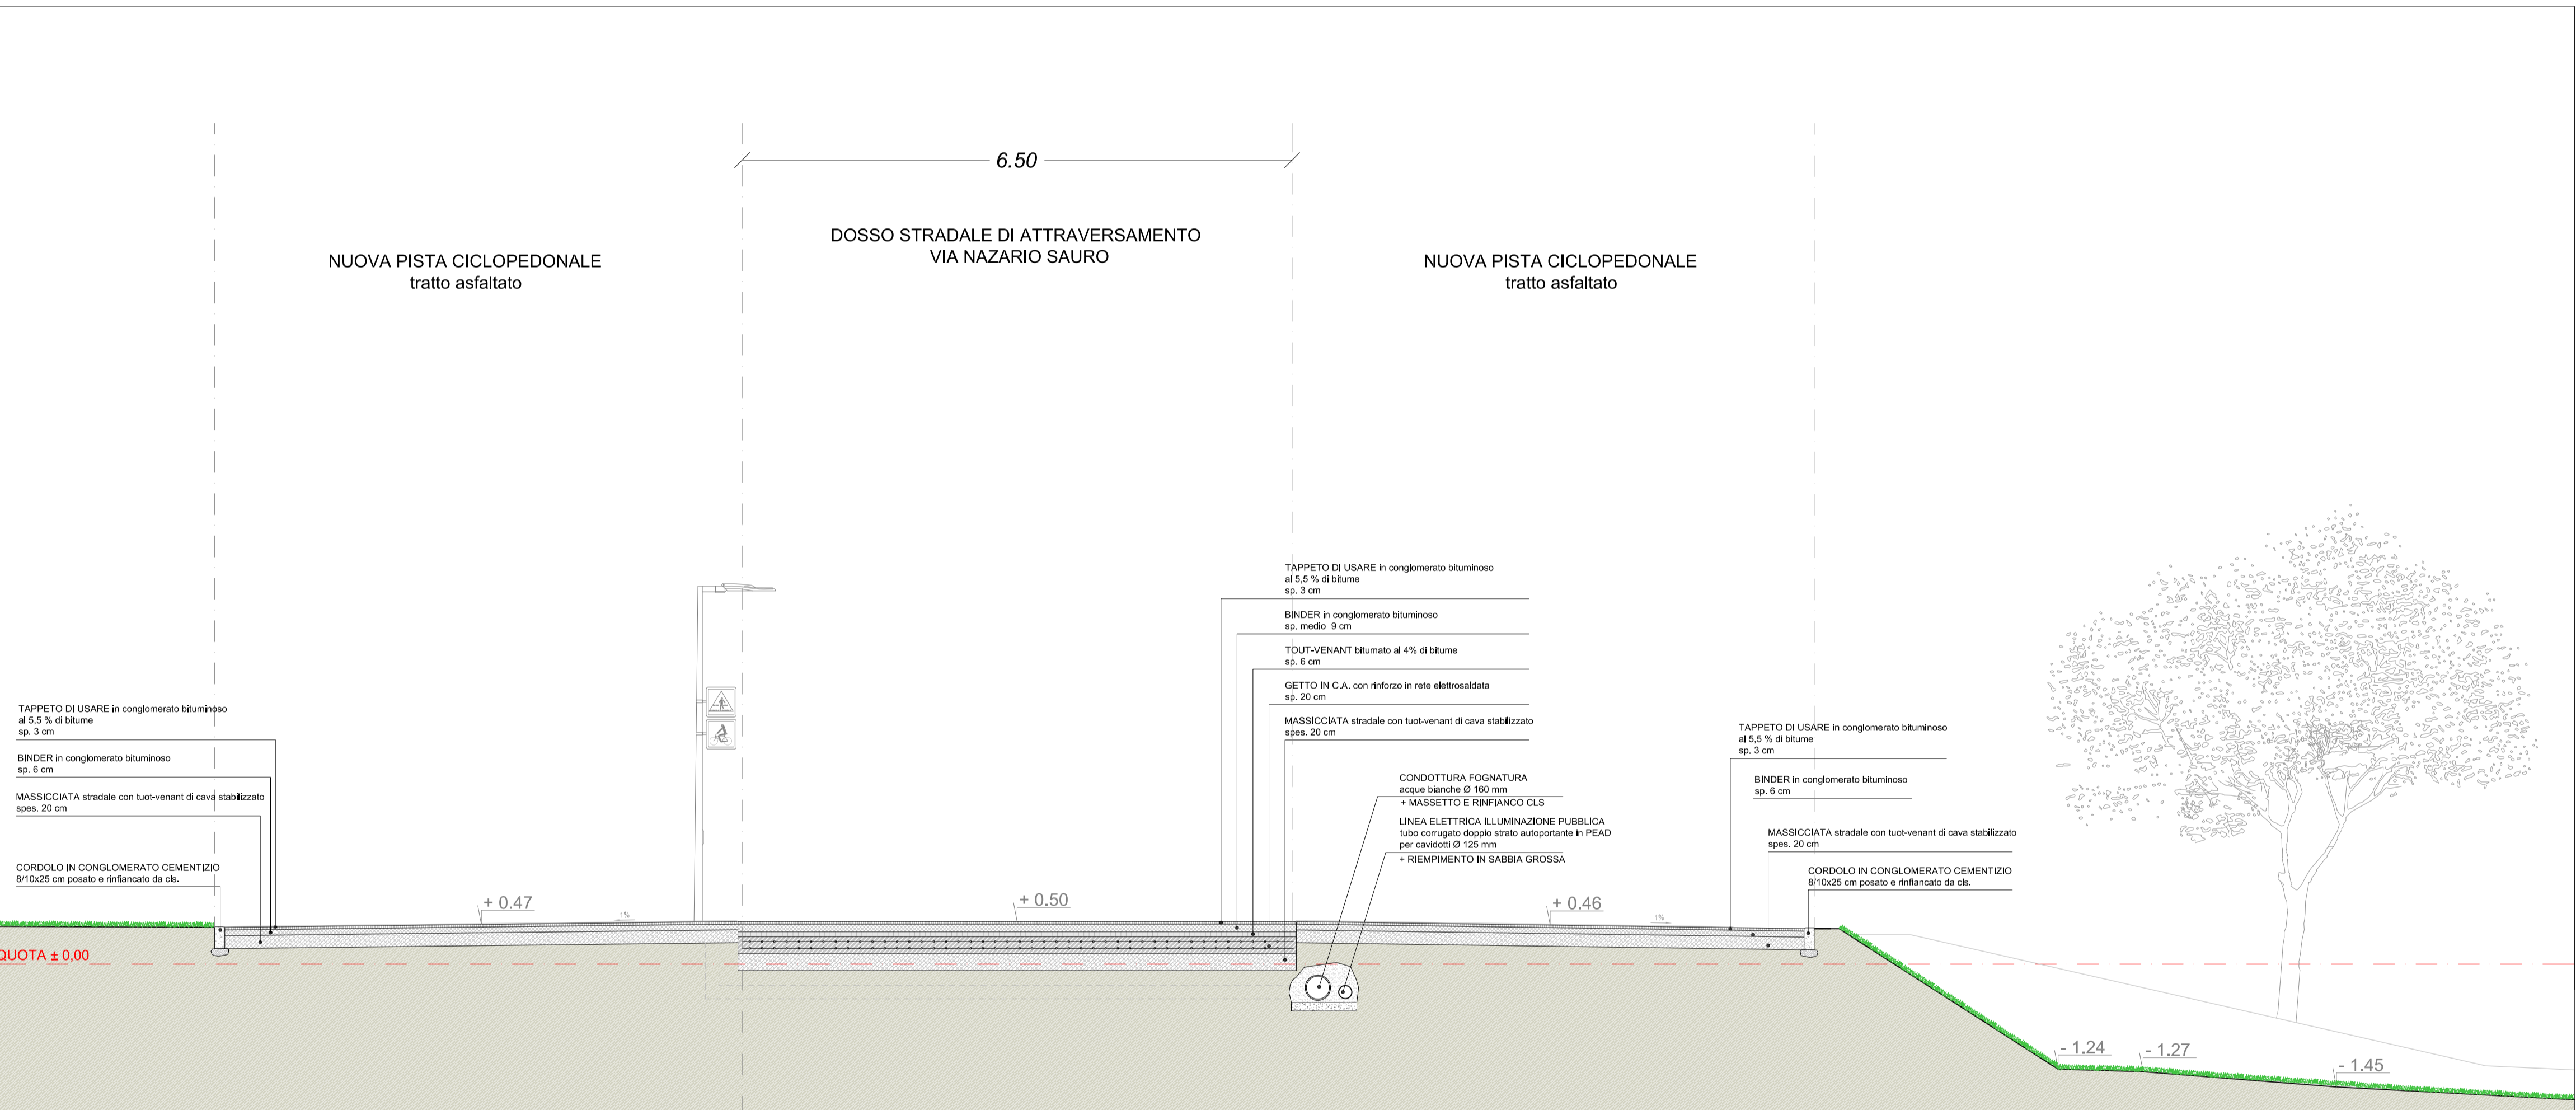 6.50
DOSSO STRADALE DI ATTRAVERSAMENTO
VIA NAZARIO SAURO
NUOVA PISTA CICLOPEDONALE
tratto asfaltato
NUOVA PISTA CICLOPEDONALE
tratto asfaltato
TAPPETO DI USARE in conglomerato bituminoso
al 5,5 % di bitume
sp. 3 cm
BINDER in conglomerato bituminoso
sp. medio 9 cm
TOUT-VENANT bitumato al 4% di bitume
sp. 6 cm
GETTO IN C.A. con rinforzo in rete elettrosaldata
sp. 20 cm
MASSICCIATA stradale con tuot-venant di cava stabilizzato
spes. 20 cm
TAPPETO DI USARE in conglomerato bituminoso
al 5,5 % di bitume
sp. 3 cm
BINDER in conglomerato bituminoso
sp. 6 cm
MASSICCIATA stradale con tuot-venant di cava stabilizzato
spes. 20 cm
CORDOLO IN CONGLOMERATO CEMENTIZIO
8/10x25 cm posato e rinfiancato da cls.
CONDOTTURA FOGNATURA
acque bianche Ø 160 mm
+ MASSETTO E RINFIANCO CLS
LINEA ELETTRICA ILLUMINAZIONE PUBBLICA
tubo corrugato doppio strato autoportante in PEAD
per cavidotti Ø 125 mm
+ RIEMPIMENTO IN SABBIA GROSSA
TAPPETO DI USARE in conglomerato bituminoso
al 5,5 % di bitume
sp. 3 cm
BINDER in conglomerato bituminoso
sp. 6 cm
MASSICCIATA stradale con tuot-venant di cava stabilizzato
spes. 20 cm
CORDOLO IN CONGLOMERATO CEMENTIZIO
8/10x25 cm posato e rinfiancato da cls.
+ 0.47
1%
+ 0.50
+ 0.46
1%
QUOTA ± 0,00
- 1.24
- 1.27
- 1.45